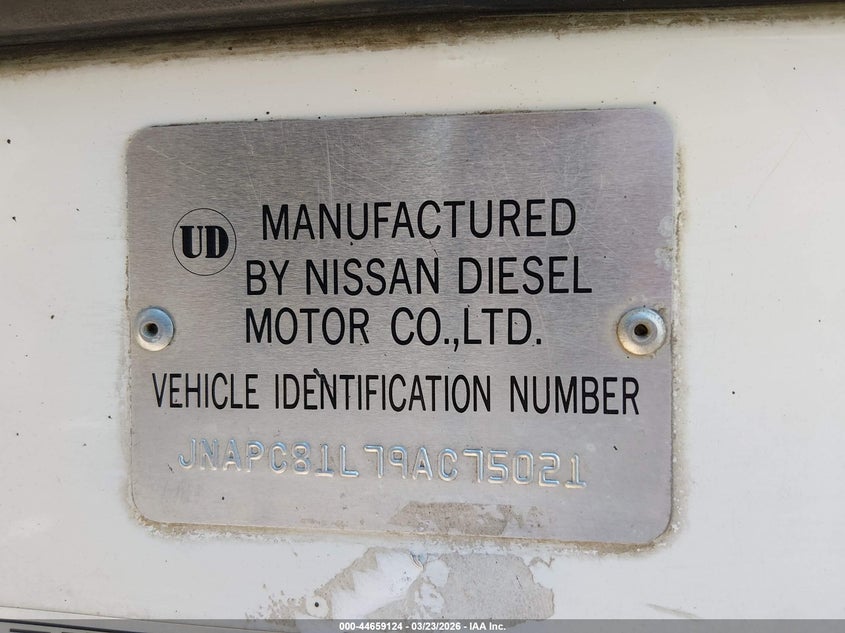 UD
MANUFACTURED
BY NISSAN DIESEL
MOTOR CO.,LTD.
VEHICLE IDENTIFICATION NUMBER
JNAPC81L79AC75021
000-44659124 - 03/23/2026 - IAA Inc.